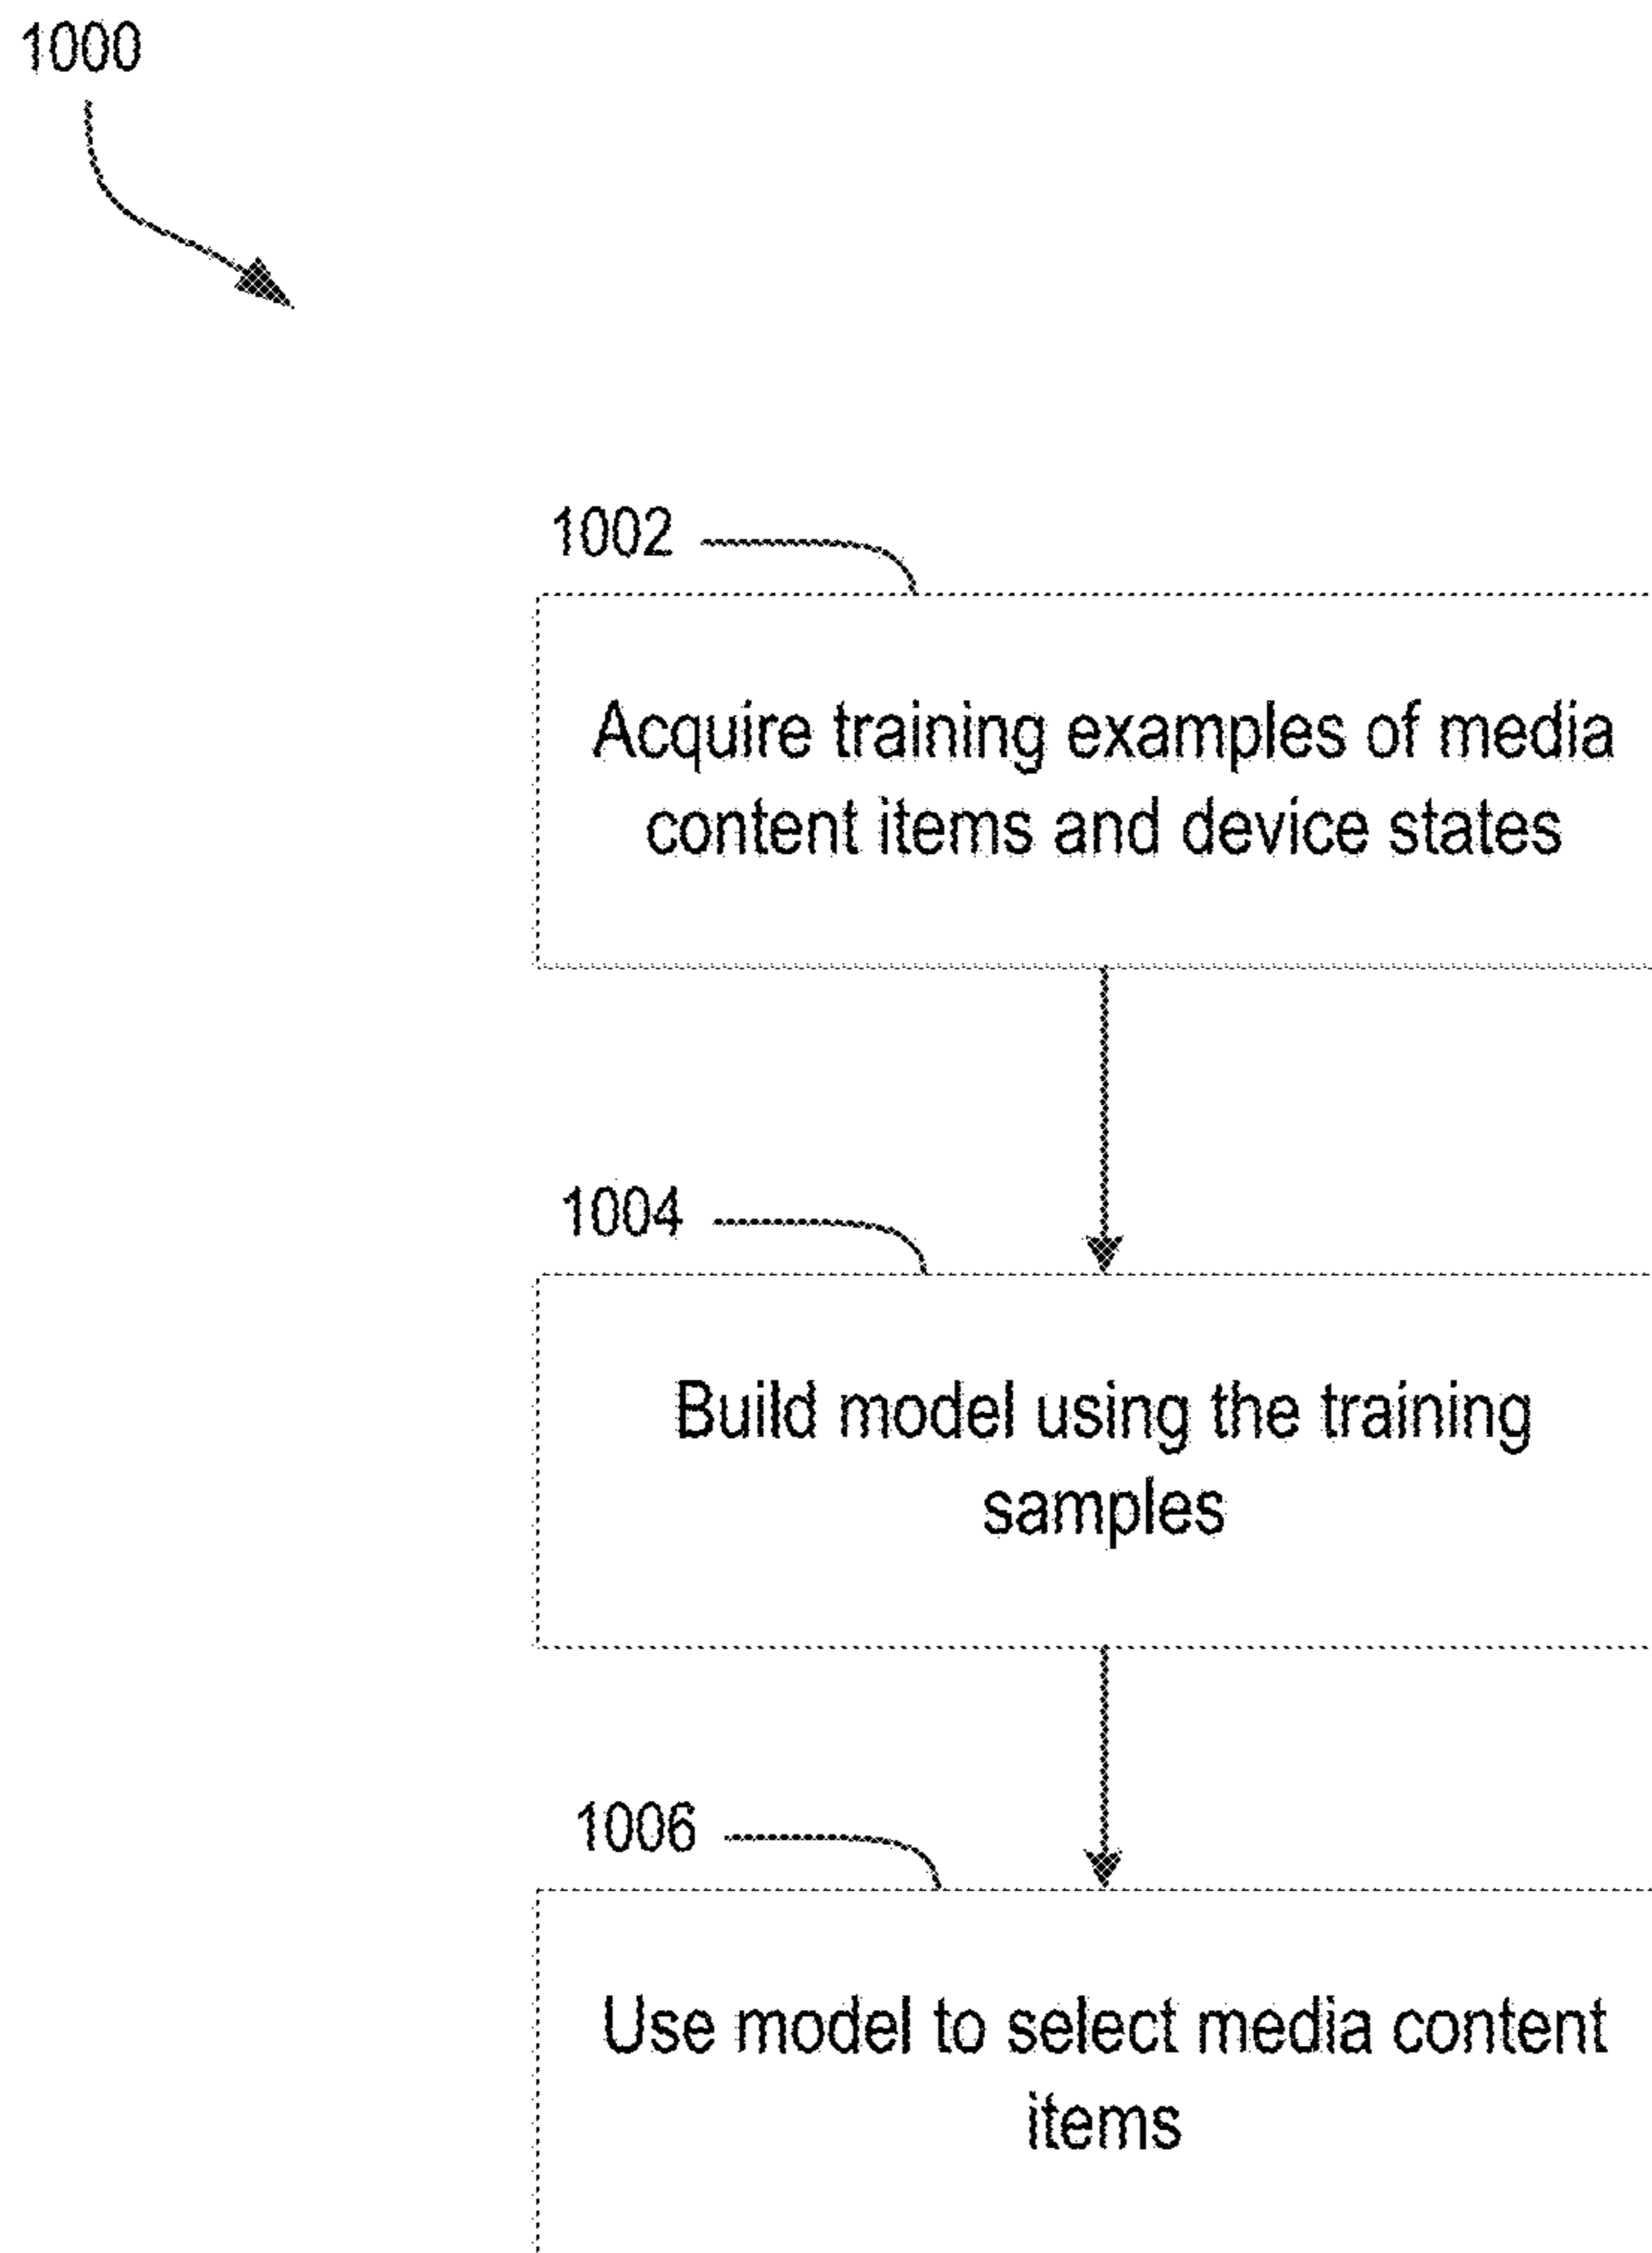 1000
1002
Acquire training examples of media
content items and device states
1004
Build model using the training
samples
1006
Use model to select media content
items